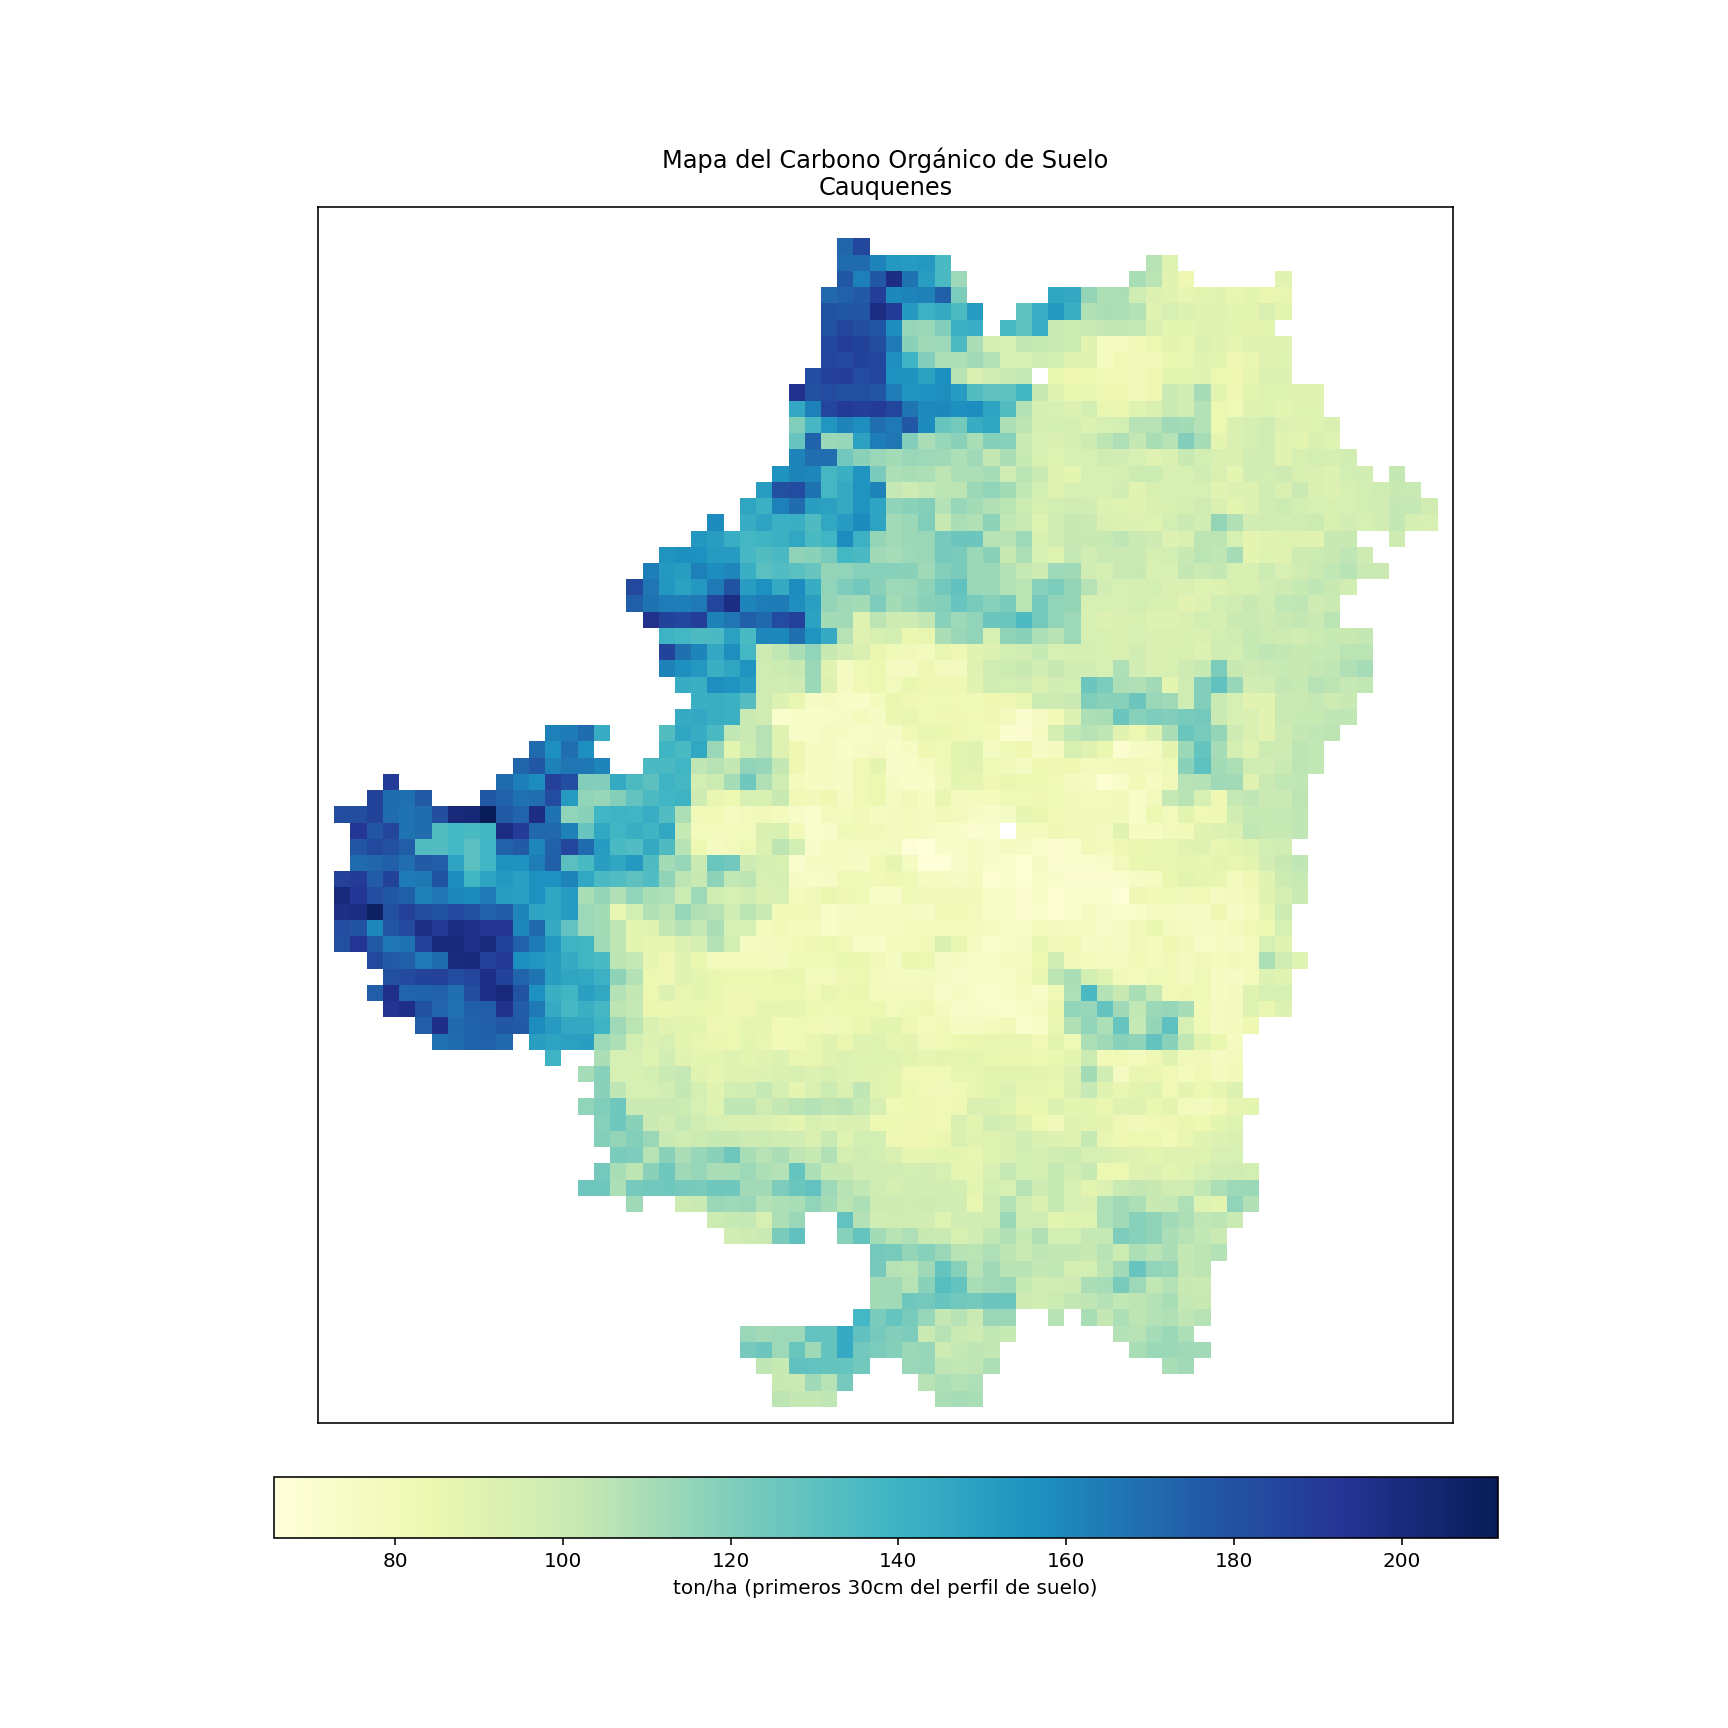 Mapa del Carbono Orgánico de Suelo
Cauquenes
80 100 120 140 160 180 200
ton/ha (primeros 30cm del perfil de suelo)